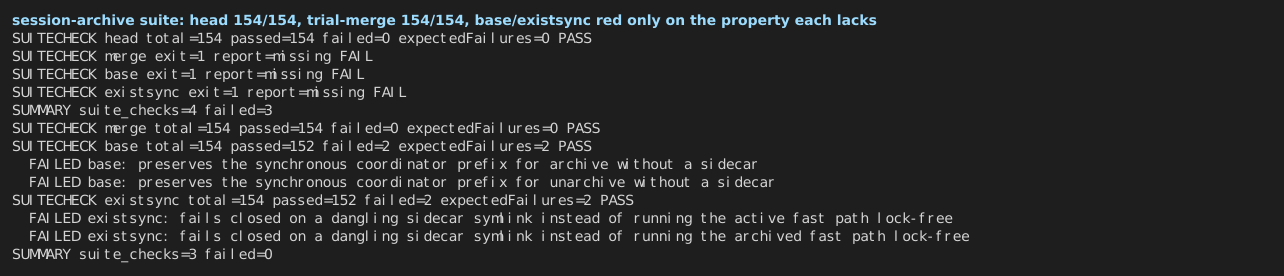 session-archive suite: head 154/154, trial-merge 154/154, base/existsync red only on the property each lacks
SUITECHECK head total=154 passed=154 failed=0 expectedFailures=0 PASS
SUITECHECK merge exit=1 report=missing FAIL
SUITECHECK base exit=1 report=missing FAIL
SUITECHECK existsync exit=1 report=missing FAIL
SUMMARY suite_checks=4 failed=3
SUITECHECK merge total=154 passed=154 failed=0 expectedFailures=0 PASS
SUITECHECK base total=154 passed=152 failed=2 expectedFailures=2 PASS
FAILED base: preserves the synchronous coordinator prefix for archive without a sidecar
FAILED base: preserves the synchronous coordinator prefix for unarchive without a sidecar
SUITECHECK existsync total=154 passed=152 failed=2 expectedFailures=2 PASS
FAILED existsync: fails closed on a dangling sidecar symlink instead of running the active fast path lock-free
FAILED existsync: fails closed on a dangling sidecar symlink instead of running the archived fast path lock-free
SUMMARY suite_checks=3 failed=0